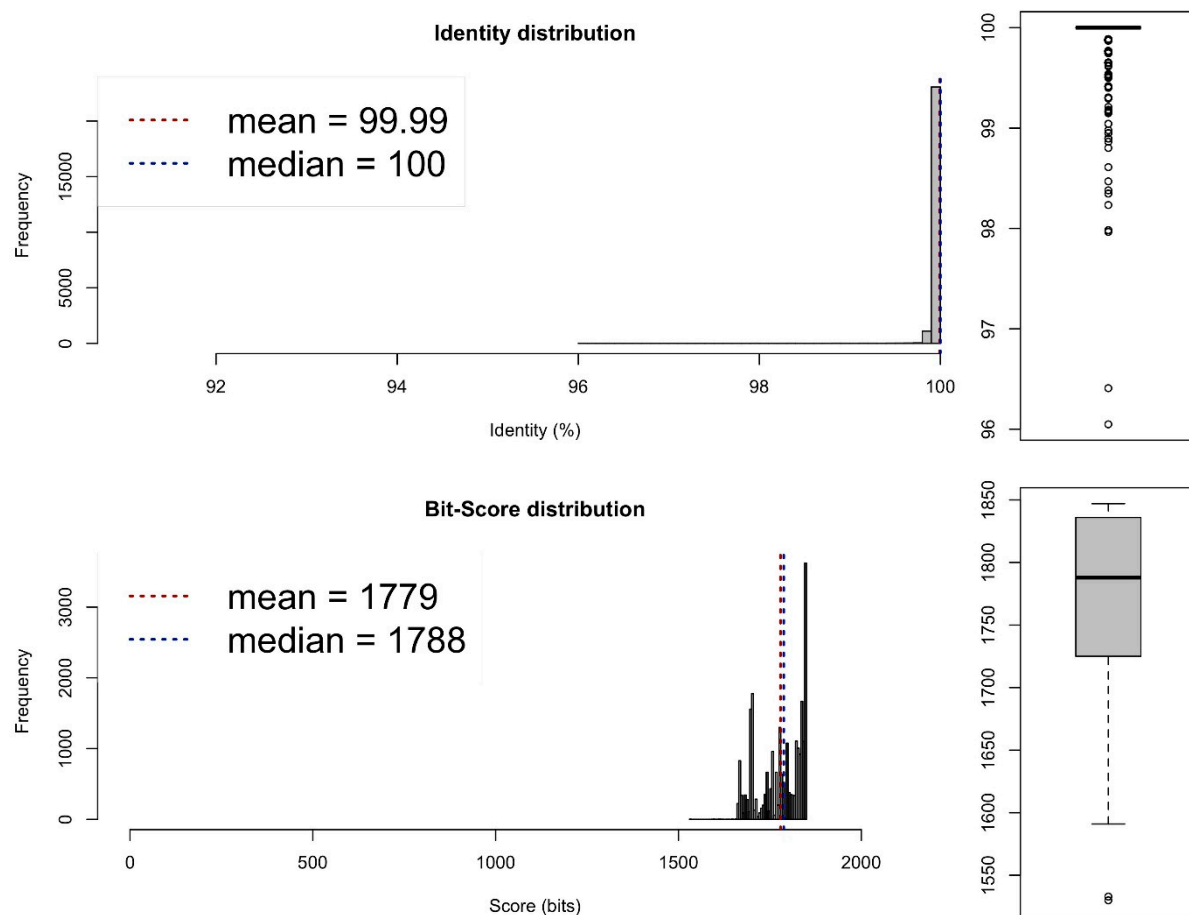 Identity distribution
mean = 99.99
median = 100
Frequency
0
5000
15000
92
94
96
98
100
Identity (%)
96
97
98
99
100
Bit-Score distribution
mean = 1779
median = 1788
Frequency
0
1000
2000
3000
0
500
1000
1500
2000
Score (bits)
1550
1600
1650
1700
1750
1800
1850